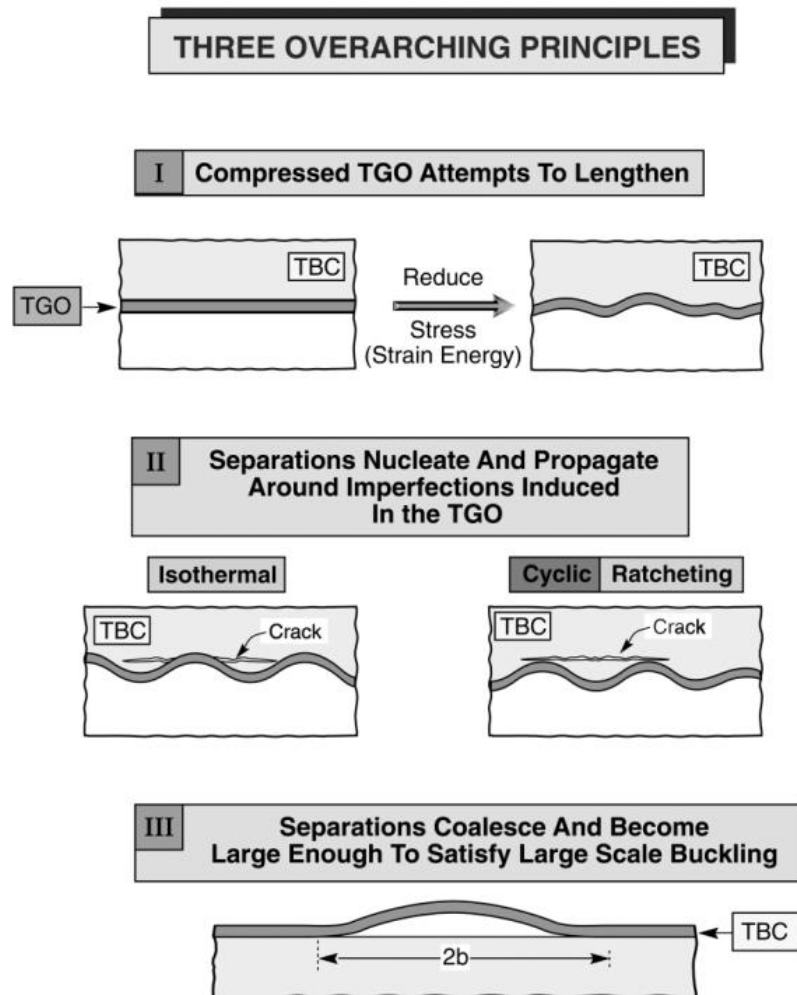 THREE OVERARCHING PRINCIPLES
I Compressed TGO Attempts To Lengthen
TBC
TBC
TGO
Reduce
Stress
(Strain Energy)
II Separations Nucleate And Propagate
Around Imperfections Induced
In the TGO
Isothermal
Cyclic Ratcheting
TBC
Crack
TBC
Crack
III Separations Coalesce And Become
Large Enough To Satisfy Large Scale Buckling
TBC
2b